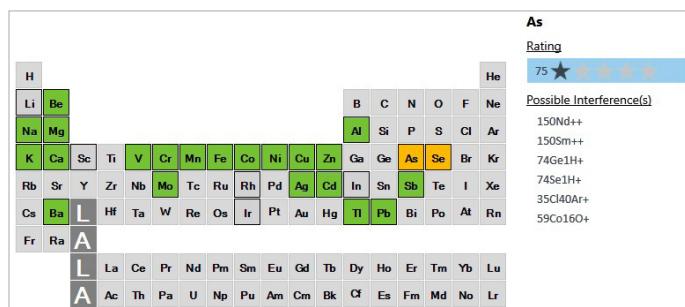 As
Rating
75
Possible Interference(s)
150Nd++
150Sm++
74Ge1H+
74Se1H+
35Cl40Ar+
59Co16O+
H He
Li Be B C N O F Ne
Na Mg Al Si P S Cl Ar
K Ca Sc Ti V Cr Mn Fe Co Ni Cu Zn Ga Ge As Se Br Kr
Rb Sr Y Zr Nb Mo Tc Ru Rh Pd Ag Cd In Sn Sb Te I Xe
Cs Ba L Hf Ta W Re Os Ir Pt Au Hg Tl Pb Bi Po At Rn
Fr Ra A
L La Ce Pr Nd Pm Sm Eu Gd Tb Dy Ho Er Tm Yb Lu
A Ac Th Pa U Np Pu Am Cm Bk Cf Es Fm Md No Lr